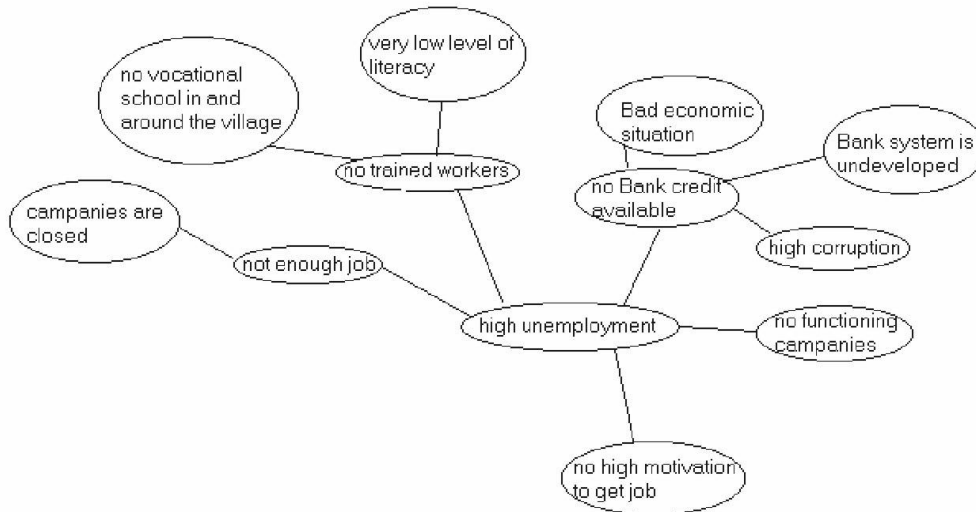 very low level of
literacy
no vocational
school in and
around the village
Bad economic
situation
Bank system is
undeveloped
no trained workers
no Bank credit
available
campanies are
closed
high corruption
not enough job
high unemployment
no functioning
campanies
no high motivation
to get job